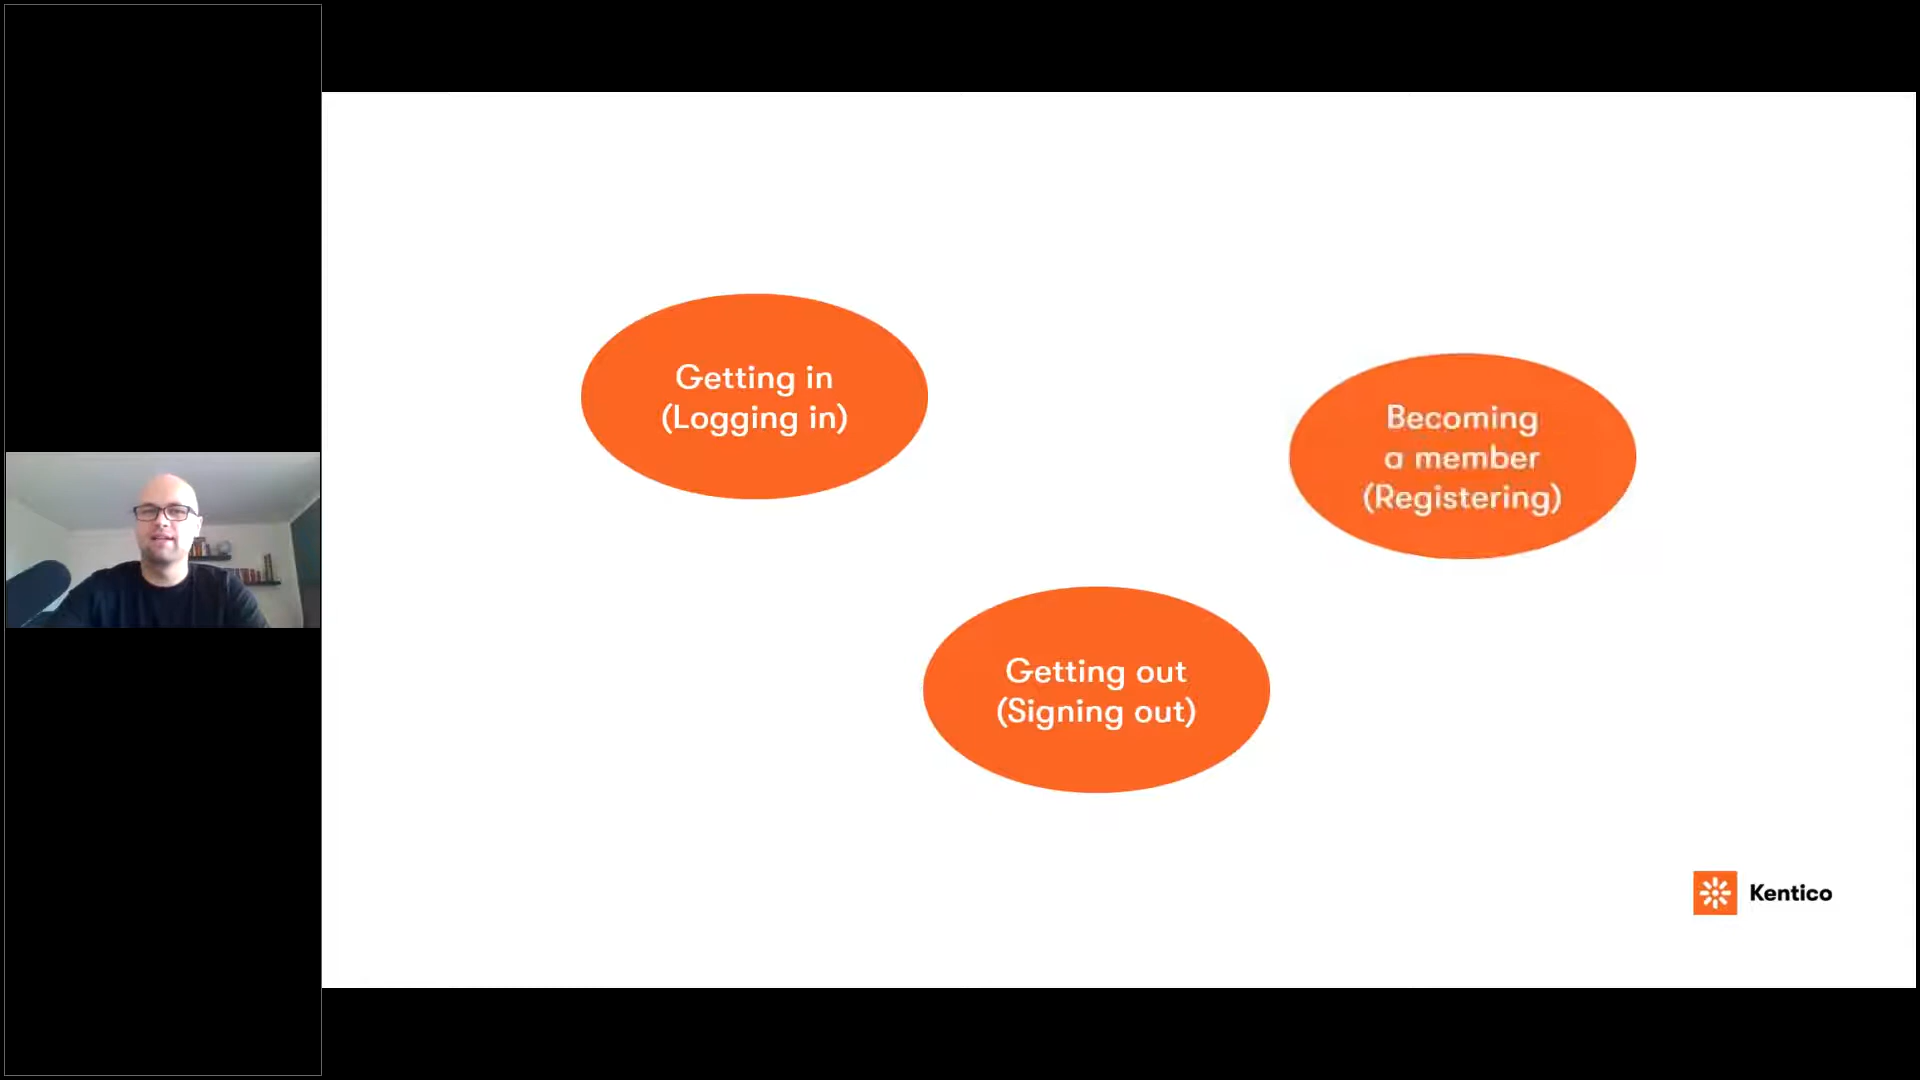 Getting in
(Logging in)
Becoming
a member
(Registering)
Getting out
(Signing out)
Kentico